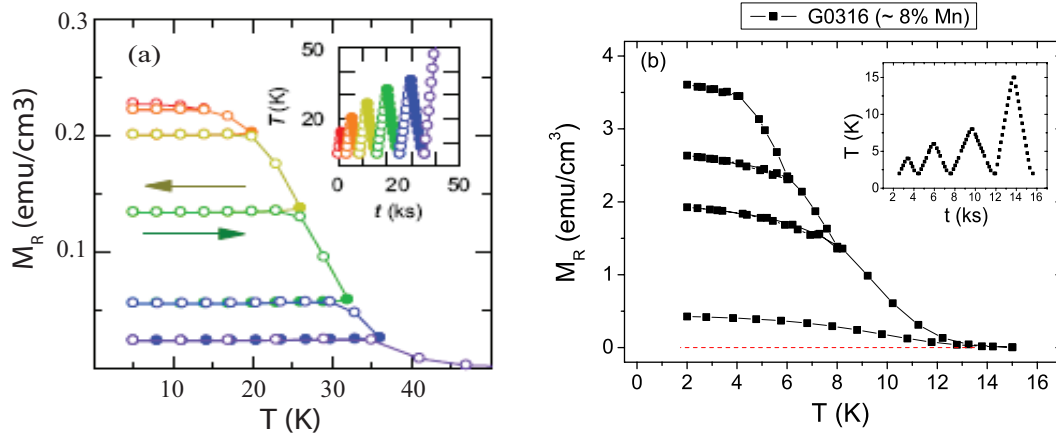 G0316 (~ 8% Mn)
(a)
M_R (emu/cm3)
0.3
0.2
0.1
10 20 30 40
T (K)
T(K)
50
20
0 20 50
t (ks)
(b)
M_R (emu/cm³)
4
3
2
1
0
0 2 4 6 8 10 12 14 16
T (K)
T (K)
15
10
5
0
2 4 6 8 10 12 14 16
t (ks)